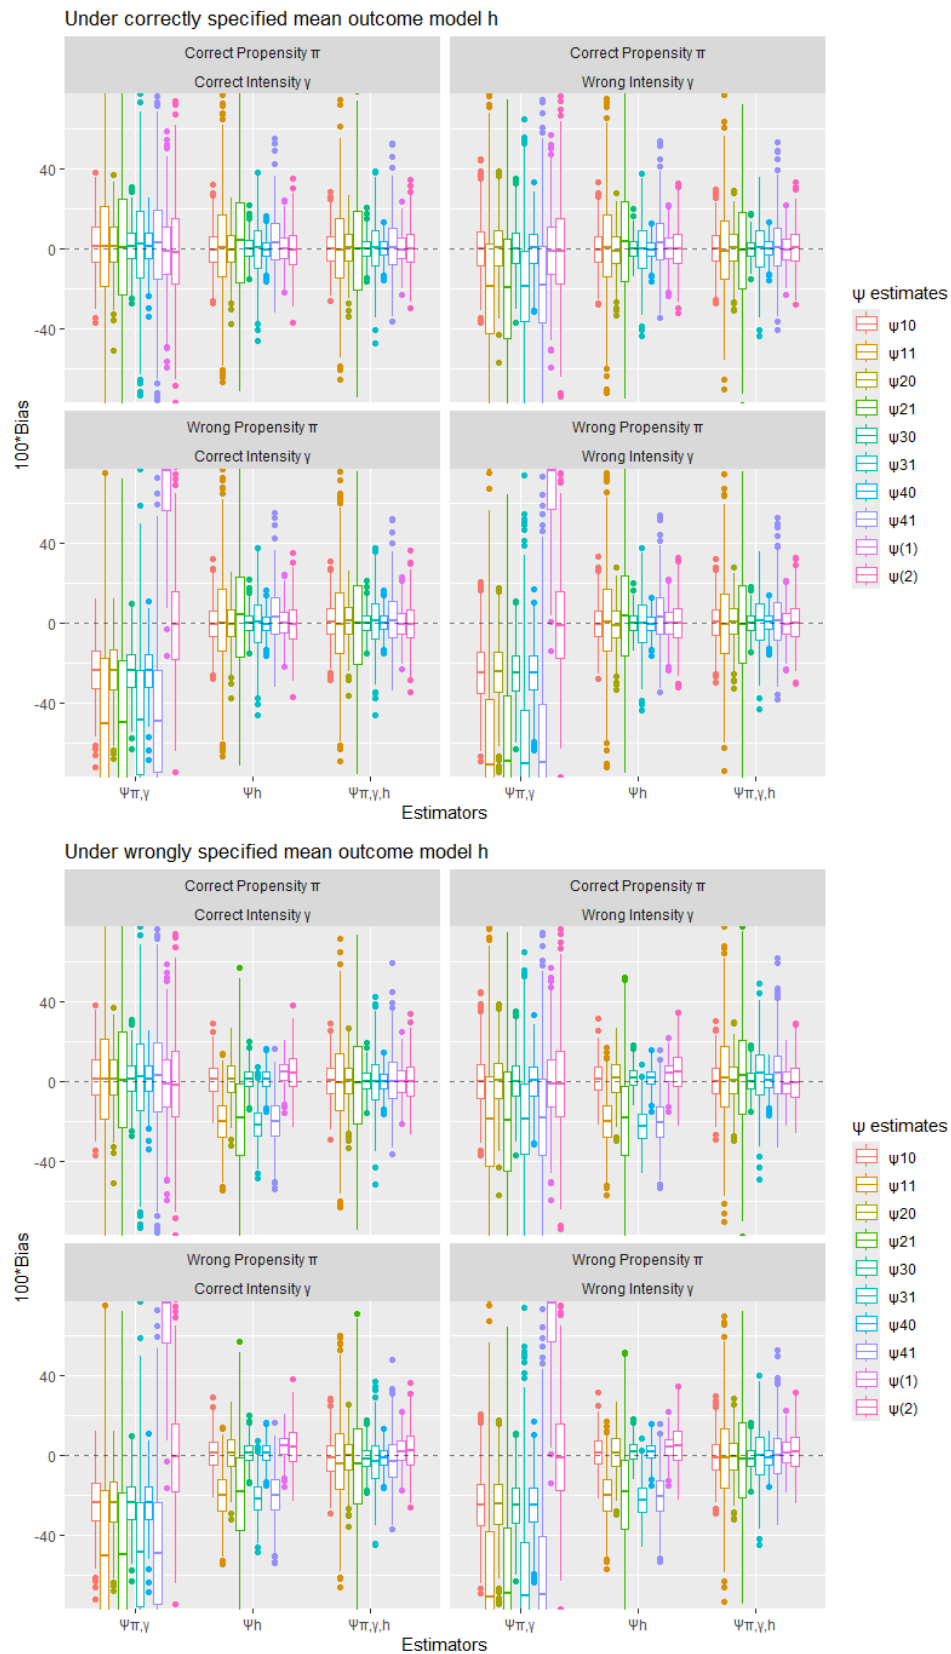 Under correctly specified mean outcome model h
Correct Propensity π
Correct Intensity γ
Correct Propensity π
Wrong Intensity γ
40
0
-40
Wrong Propensity π
Correct Intensity γ
Wrong Propensity π
Wrong Intensity γ
40
0
-40
100*Bias
Ψπ,γ
Ψh
Ψπ,γ,h
Ψπ,γ
Ψh
Ψπ,γ,h
Estimators
ψ estimates
ψ10
ψ11
ψ20
ψ21
ψ30
ψ31
ψ40
ψ41
ψ(1)
ψ(2)
Under wrongly specified mean outcome model h
Correct Propensity π
Correct Intensity γ
Correct Propensity π
Wrong Intensity γ
40
0
-40
Wrong Propensity π
Correct Intensity γ
Wrong Propensity π
Wrong Intensity γ
40
0
-40
100*Bias
Ψπ,γ
Ψh
Ψπ,γ,h
Ψπ,γ
Ψh
Ψπ,γ,h
Estimators
ψ estimates
ψ10
ψ11
ψ20
ψ21
ψ30
ψ31
ψ40
ψ41
ψ(1)
ψ(2)